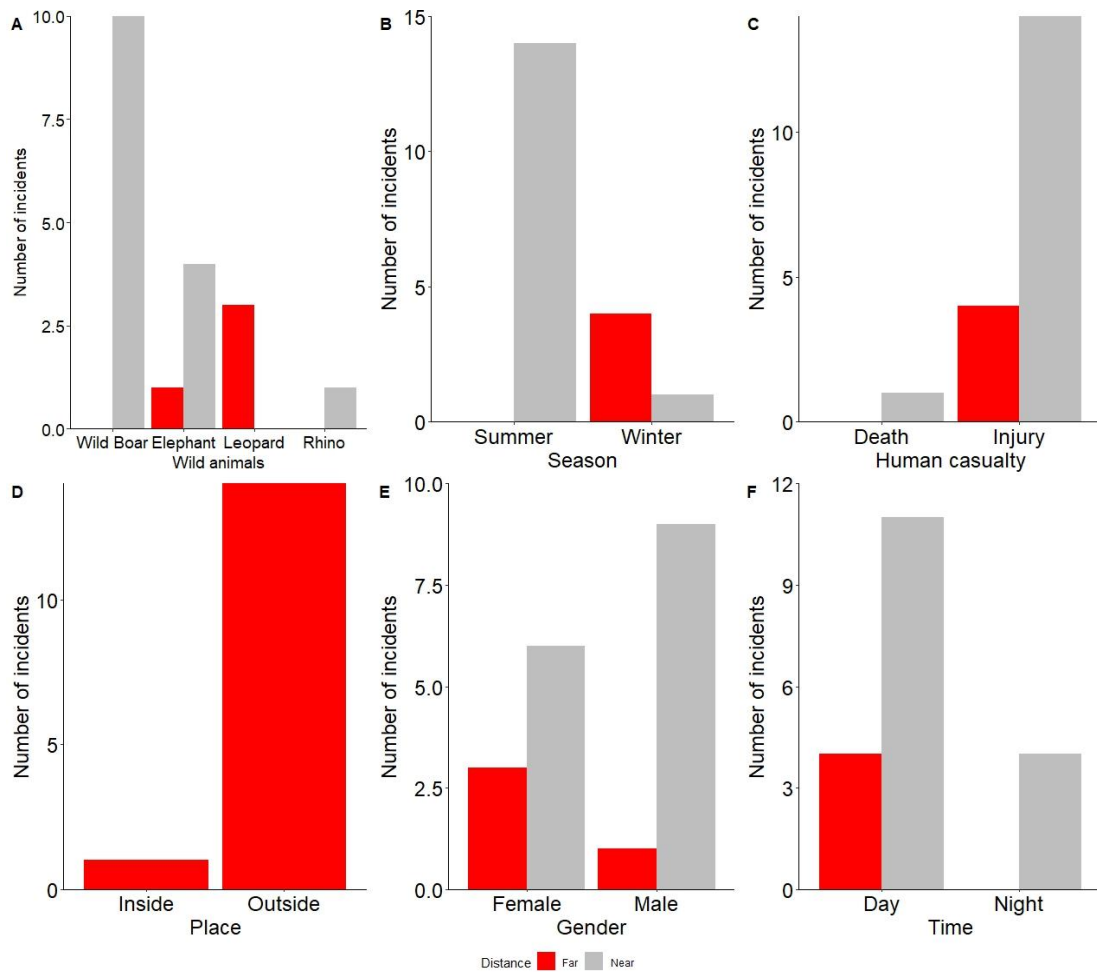 A
Number of incidents
10.0
7.5
5.0
2.5
0.0
Wild Boar Elephant Leopard Rhino
Wild animals
B
Number of incidents
15
10
5
0
Summer Winter
Season
C
Number of incidents
10
5
0
Death Injury
Human casualty
D
Number of incidents
10
5
0
Inside Outside
Place
E
Number of incidents
10.0
7.5
5.0
2.5
0.0
Female Male
Gender
F
Number of incidents
12
9
6
3
0
Day Night
Time
Distance Far Near